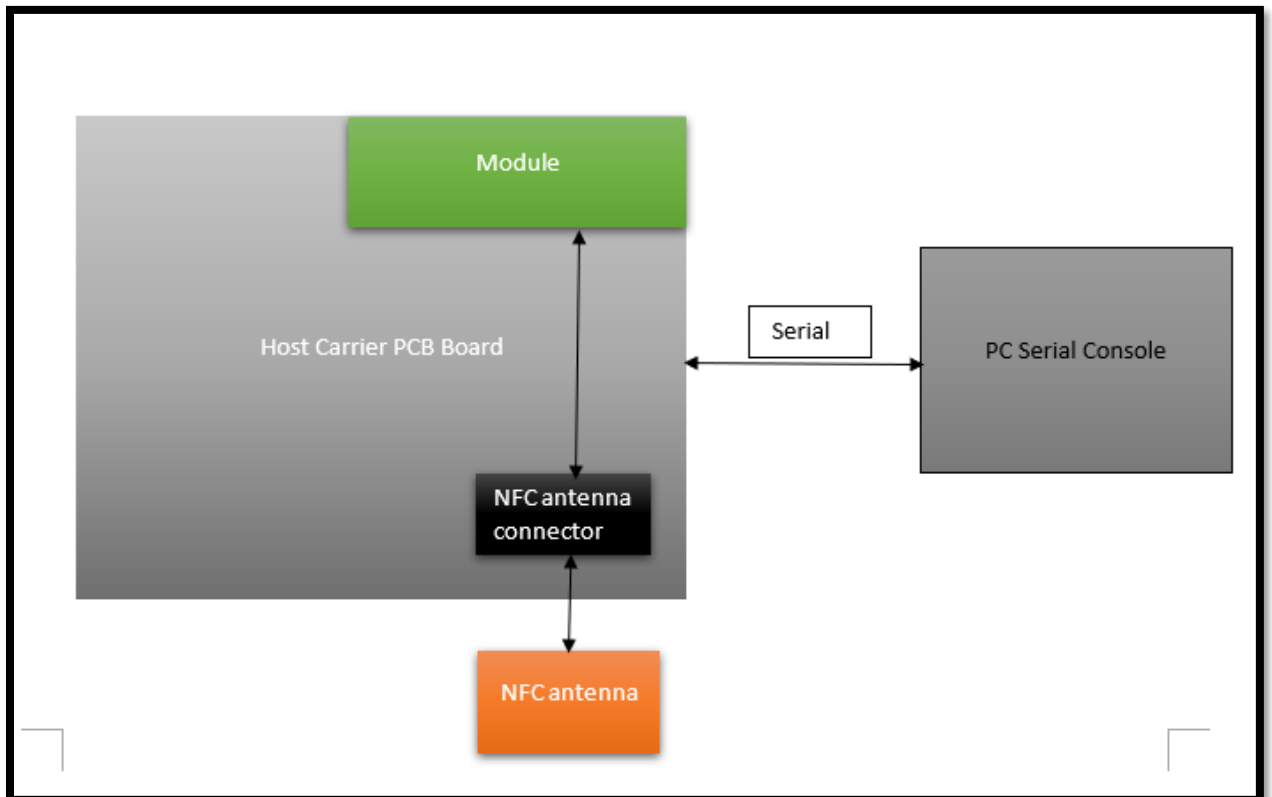 Module
Host Carrier PCB Board
Serial
PC Serial Console
NFC antenna
connector
NFC antenna